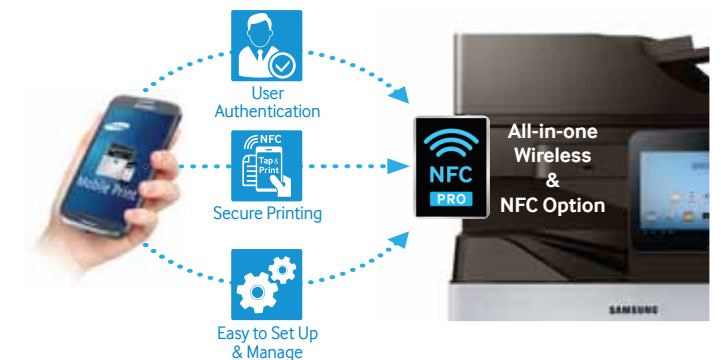 User
Authentication
NFC
Tap &
Print
Secure Printing
Easy to Set Up
& Manage
SAMSUNG
Mobile Print
NFC
PRO
All-in-one
Wireless
&
NFC Option
SAMSUNG